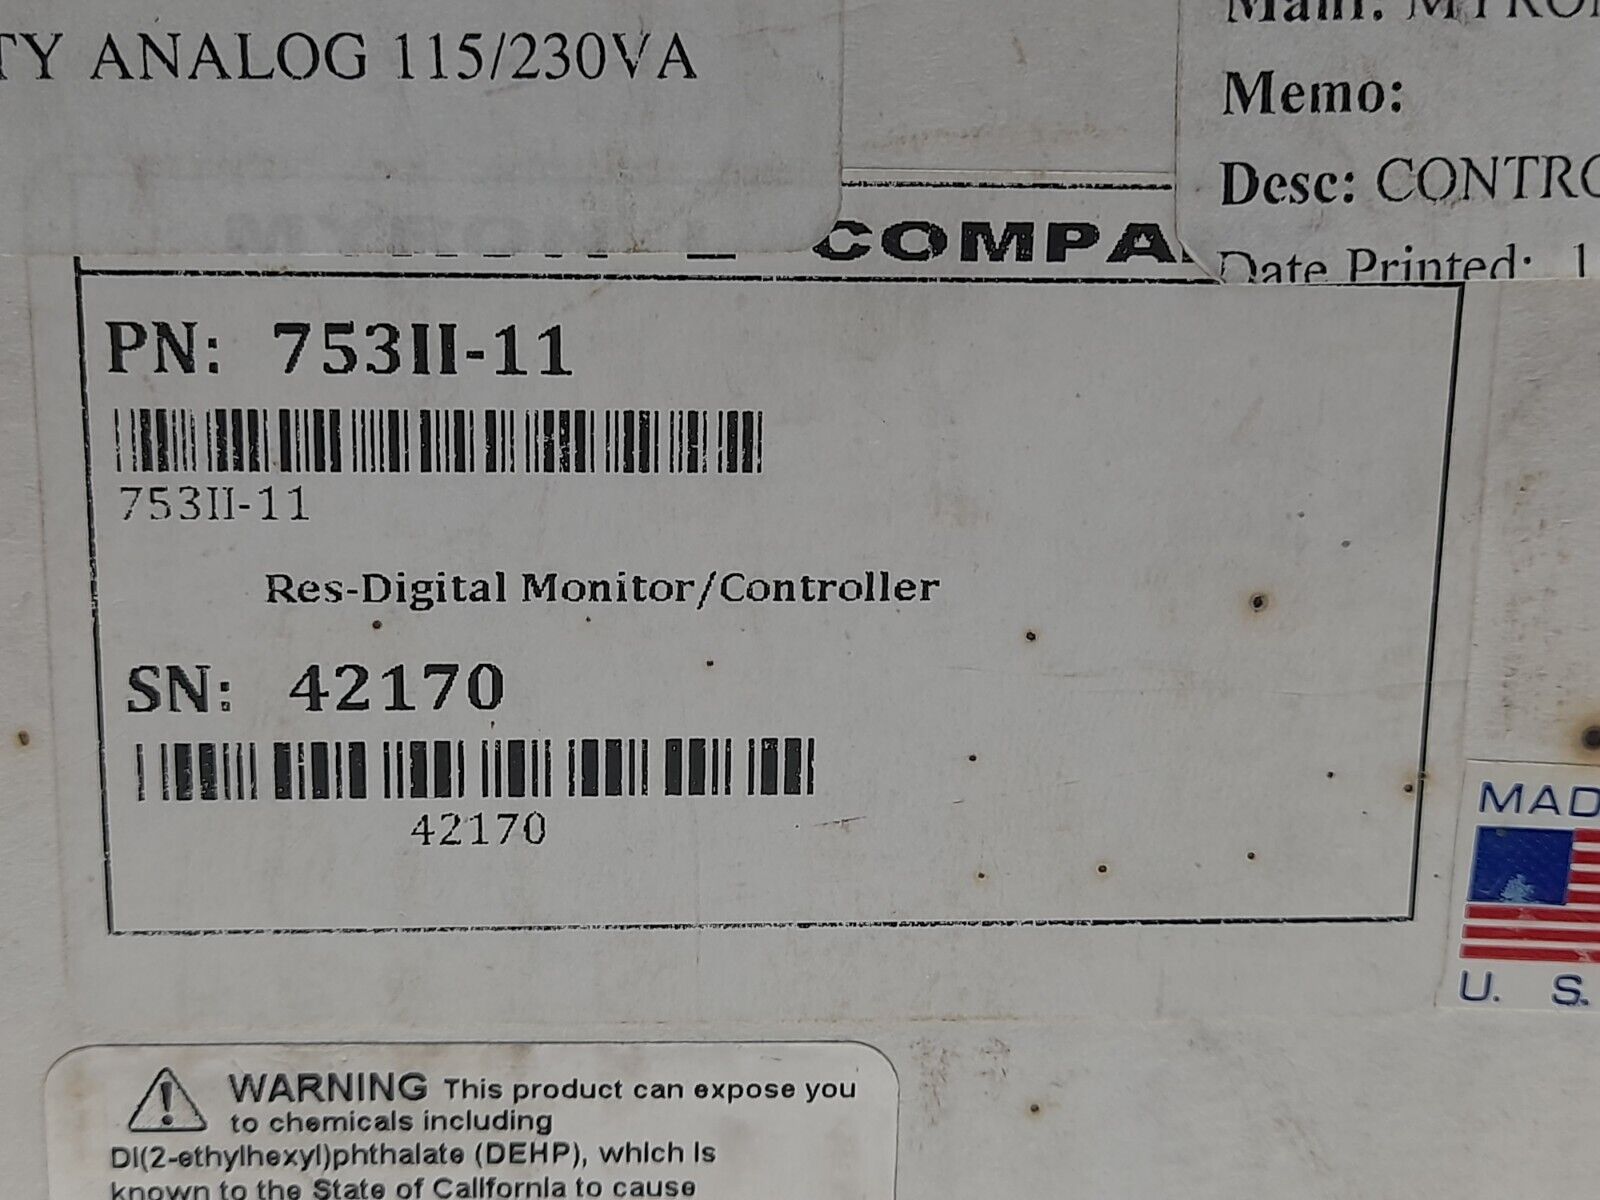 TY ANALOG 115/230VA
Manf: MYRON
Memo:
Desc: CONTRO
Date Printed: 1
COMPA
PN: 753II-11
753II-11
Res-Digital Monitor/Controller
SN: 42170
42170
MAD
U. S.
WARNING This product can expose you
to chemicals including
DI(2-ethylhexyl)phthalate (DEHP), which is
known to the State of California to cause